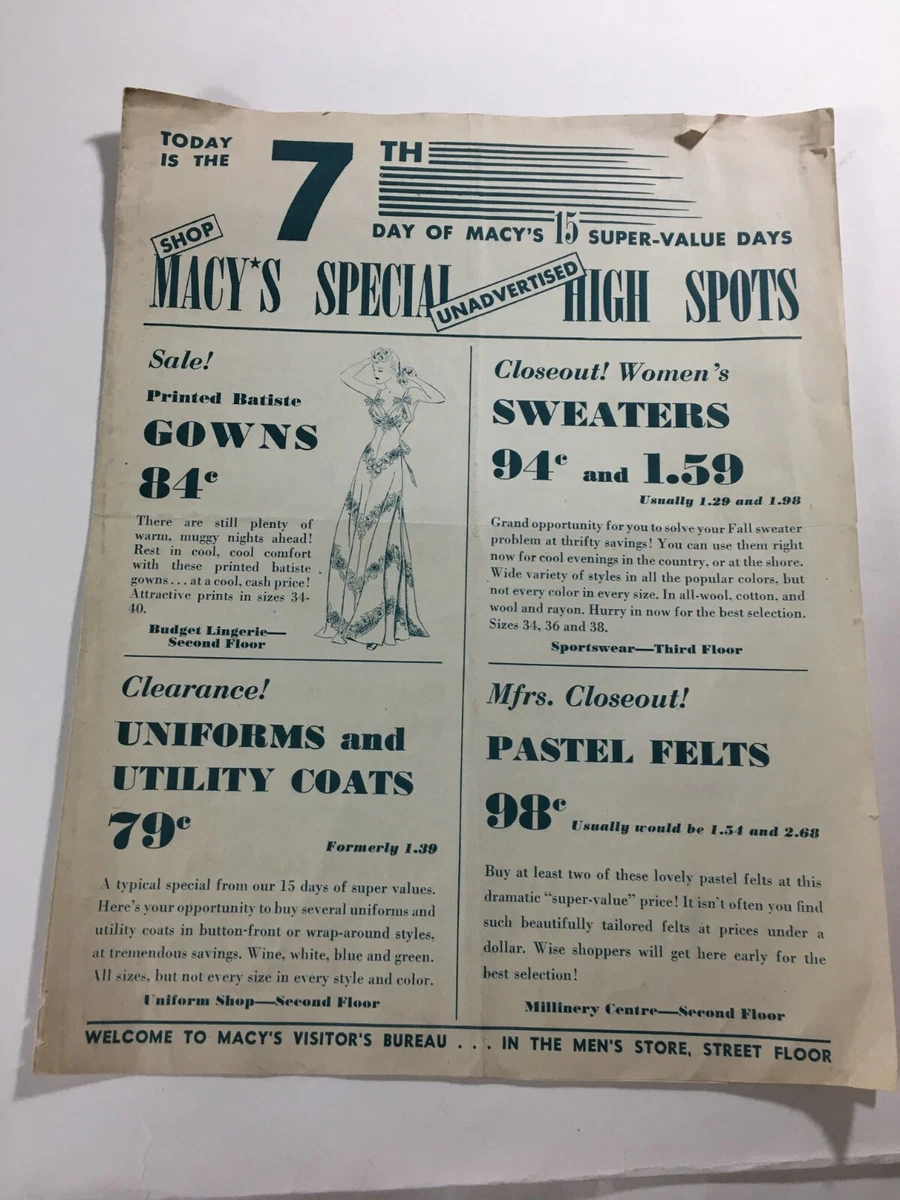 TODAY
IS THE
7TH
DAY OF MACY'S 15 SUPER-VALUE DAYS
SHOP
MACY*S SPECIAL UNADVERTISED HIGH SPOTS
Sale!
Printed Batiste
GOWNS
84c
There are still plenty of
warm, muggy nights ahead!
Rest in cool, cool comfort
with these printed batiste
gowns... at a cool, cash price!
Attractive prints in sizes 34-
40.
Budget Lingerie—
Second Floor
Closeout! Women's
SWEATERS
94c and 1.59
Usually 1.29 and 1.98
Grand opportunity for you to solve your Fall sweater
problem at thrifty savings! You can use them right
now for cool evenings in the country, or at the shore.
Wide variety of styles in all the popular colors, but
not every color in every size. In all-wool, cotton, and
wool and rayon. Hurry in now for the best selection.
Sizes 34, 36 and 38.
Sportswear—Third Floor
Clearance!
UNIFORMS and
UTILITY COATS
79c
Formerly 1.39
A typical special from our 15 days of super values.
Here's your opportunity to buy several uniforms and
utility coats in button-front or wrap-around styles,
at tremendous savings. Wine, white, blue and green.
All sizes, but not every size in every style and color.
Uniform Shop—Second Floor
Mfrs. Closeout!
PASTEL FELTS
98c
Usually would be 1.54 and 2.68
Buy at least two of these lovely pastel felts at this
dramatic "super-value" price! It isn't often you find
such beautifully tailored felts at prices under a
dollar. Wise shoppers will get here early for the
best selection!
Millinery Centre—Second Floor
WELCOME TO MACY'S VISITOR'S BUREAU . . . IN THE MEN'S STORE, STREET FLOOR